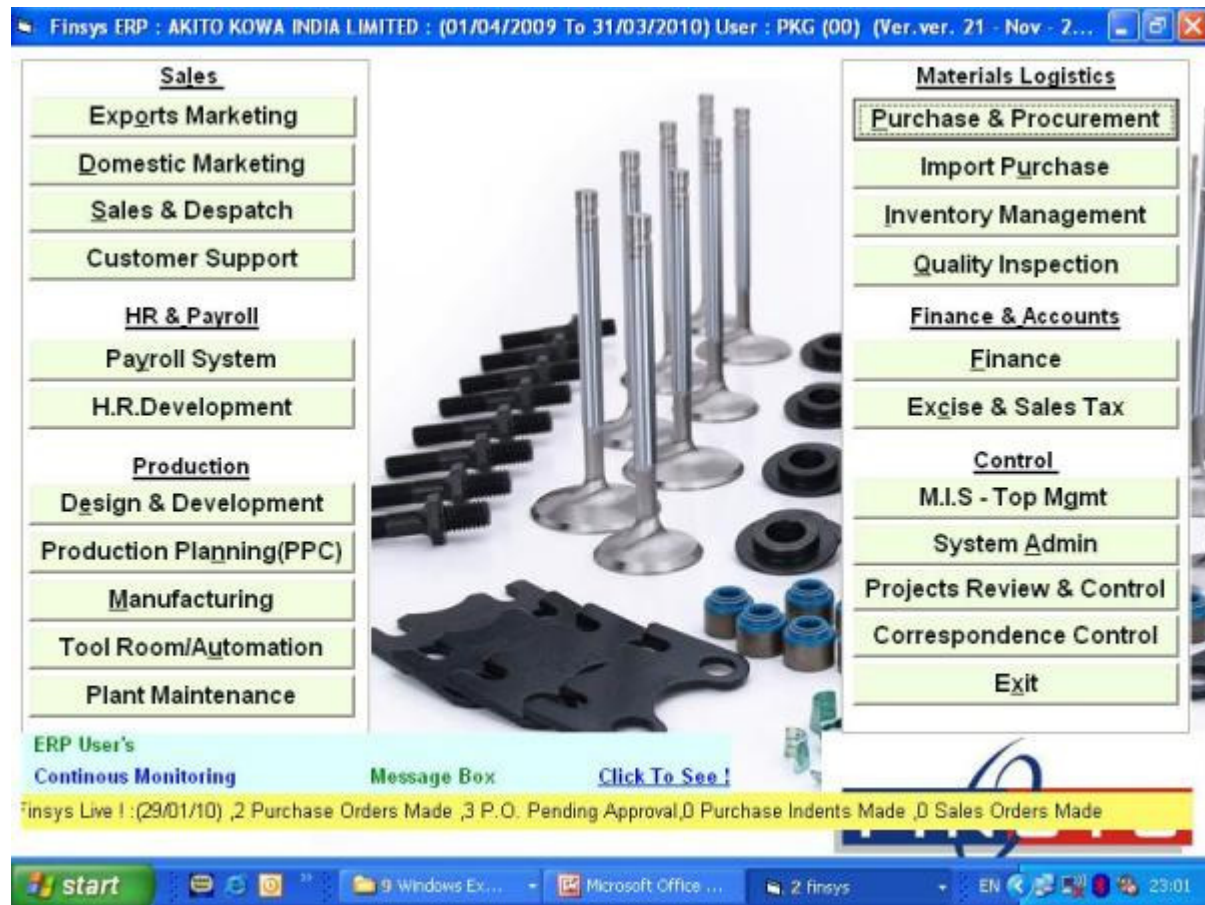 Finsys ERP : AKITO KOWA INDIA LIMITED : (01/04/2009 To 31/03/2010) User : PKG (00) (Ver.ver. 21 - Nov - 2...
Sales
Exports Marketing
Domestic Marketing
Sales & Despatch
Customer Support
HR & Payroll
Payroll System
H.R.Development
Production
Design & Development
Production Planning(PPC)
Manufacturing
Tool Room/Automation
Plant Maintenance
Materials Logistics
Purchase & Procurement
Import Purchase
Inventory Management
Quality Inspection
Finance & Accounts
Finance
Excise & Sales Tax
Control
M.I.S - Top Mgmt
System Admin
Projects Review & Control
Correspondence Control
Exit
ERP User's
Continous Monitoring Message Box Click To See !
Finsys Live ! :(29/01/10) ,2 Purchase Orders Made ,3 P.O. Pending Approval,0 Purchase Indents Made ,0 Sales Orders Made
start 9 Windows Ex... Microsoft Office ... 2 finsys EN 23:01